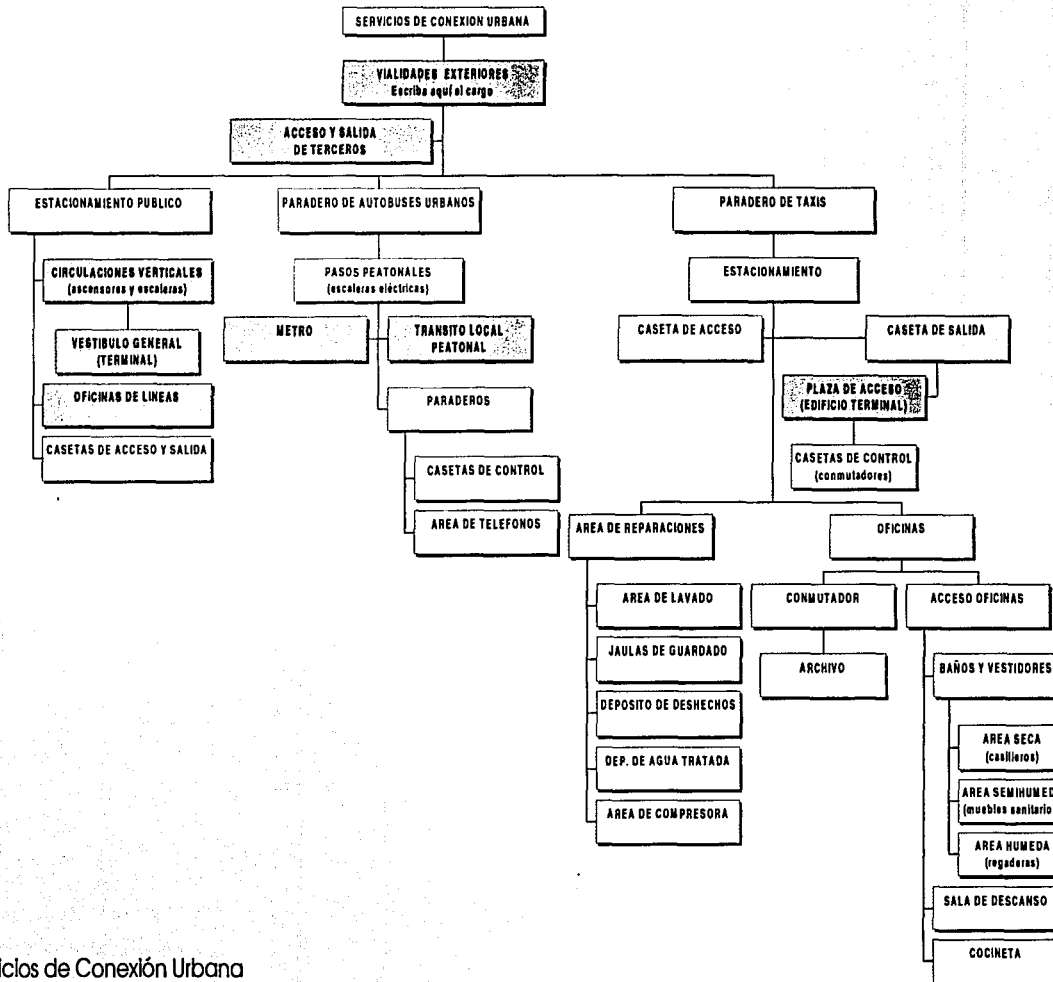 SERVICIOS DE CONEXION URBANA
VIALIDADES EXTERIORES
Escriba aquí el cargo
ACCESO Y SALIDA
DE TERCEROS
ESTACIONAMIENTO PUBLICO
PARADERO DE AUTOBUSES URBANOS
PARADERO DE TAXIS
CIRCULACIONES VERTICALES
(ascensores y escaleras)
VESTIBULO GENERAL
(TERMINAL)
OFICINAS DE LINEAS
CASETAS DE ACCESO Y SALIDA
PASOS PEATONALES
(escaleras eléctricas)
METRO
TRANSITO LOCAL
PEATONAL
PARADEROS
CASETAS DE CONTROL
AREA DE TELEFONOS
ESTACIONAMIENTO
CASETA DE ACCESO
CASETA DE SALIDA
PLAZA DE ACCESO
(EDIFICIO TERMINAL)
CASETAS DE CONTROL
(conmutadores)
AREA DE REPARACIONES
OFICINAS
AREA DE LAVADO
JAULAS DE GUARDADO
DEPOSITO DE DESHECHOS
DEP. DE AGUA TRATADA
AREA DE COMPRESORA
CONMUTADOR
ARCHIVO
ACCESO OFICINAS
BAÑOS Y VESTIDORES
AREA SECA
(casilleros)
AREA SEMIHUMED
(muebles sanitario
AREA HUMEDA
(regaderas)
SALA DE DESCANSO
COCINETA
icios de Conexión Urbana